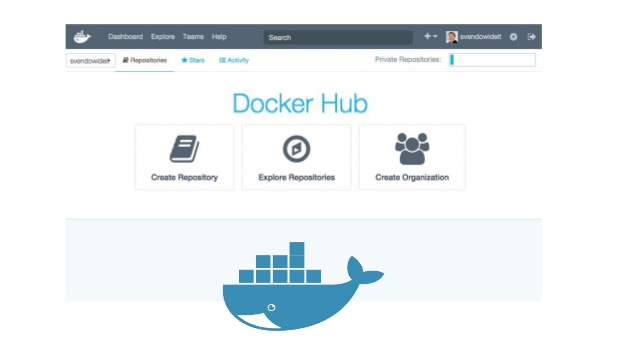 Dashboard Explore Teams Help Search svendowideit
svendowideit Repositories Stars Activity Private Repositories:
Docker Hub
Create Repository Explore Repositories Create Organization